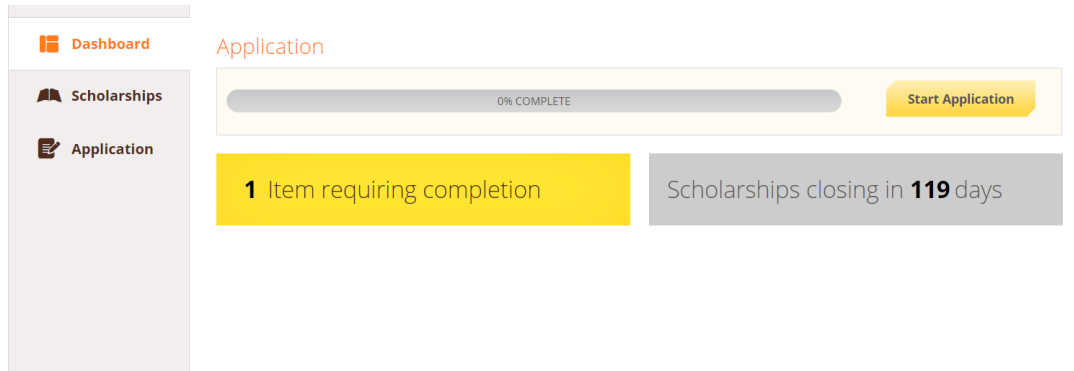 Dashboard
Scholarships
Application
Application
0% COMPLETE
Start Application
1 Item requiring completion
Scholarships closing in 119 days